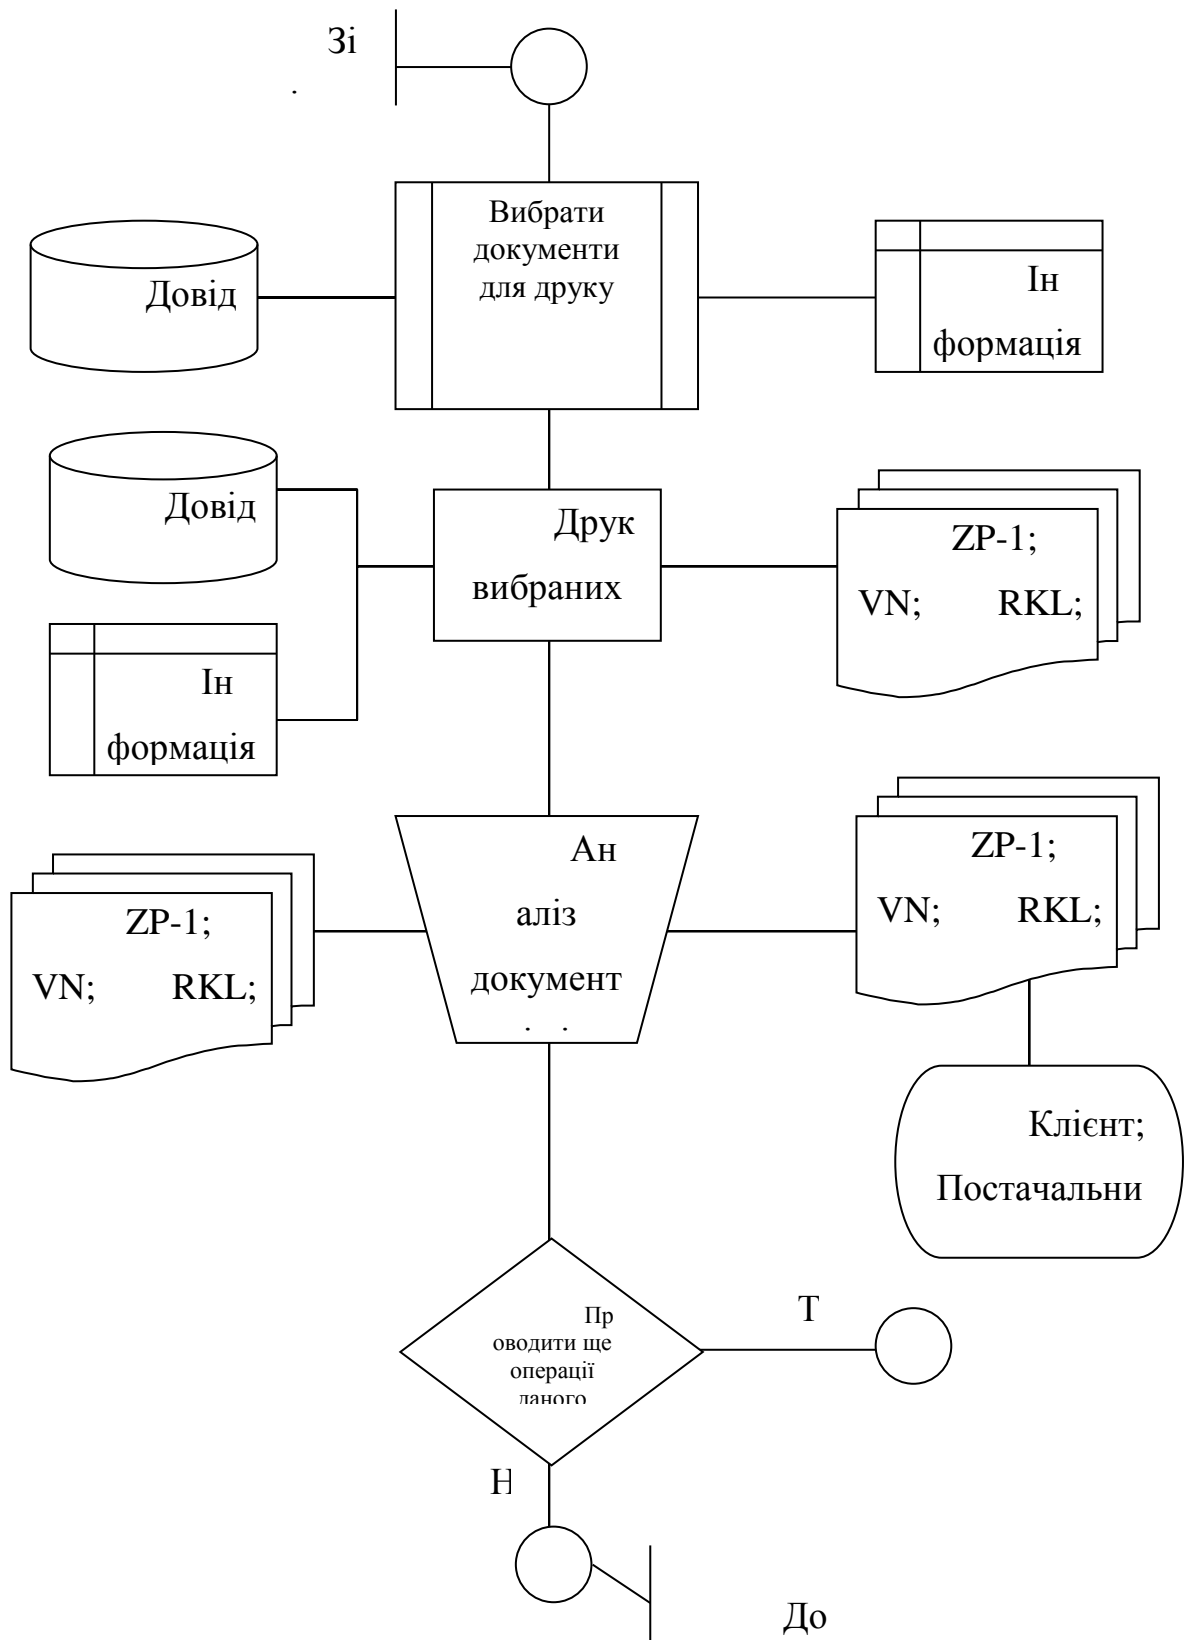 Зі
Вибрати
документи
для друку
Довід
Ін
формація
Довід
Друк
вибраних
ZP-1;
VN; RKL;
Ін
формація
Ан
аліз
документ
ZP-1;
VN; RKL;
ZP-1;
VN; RKL;
Клієнт;
Постачальни
Пр
оводити ще
операції
даного
Т
Н
До